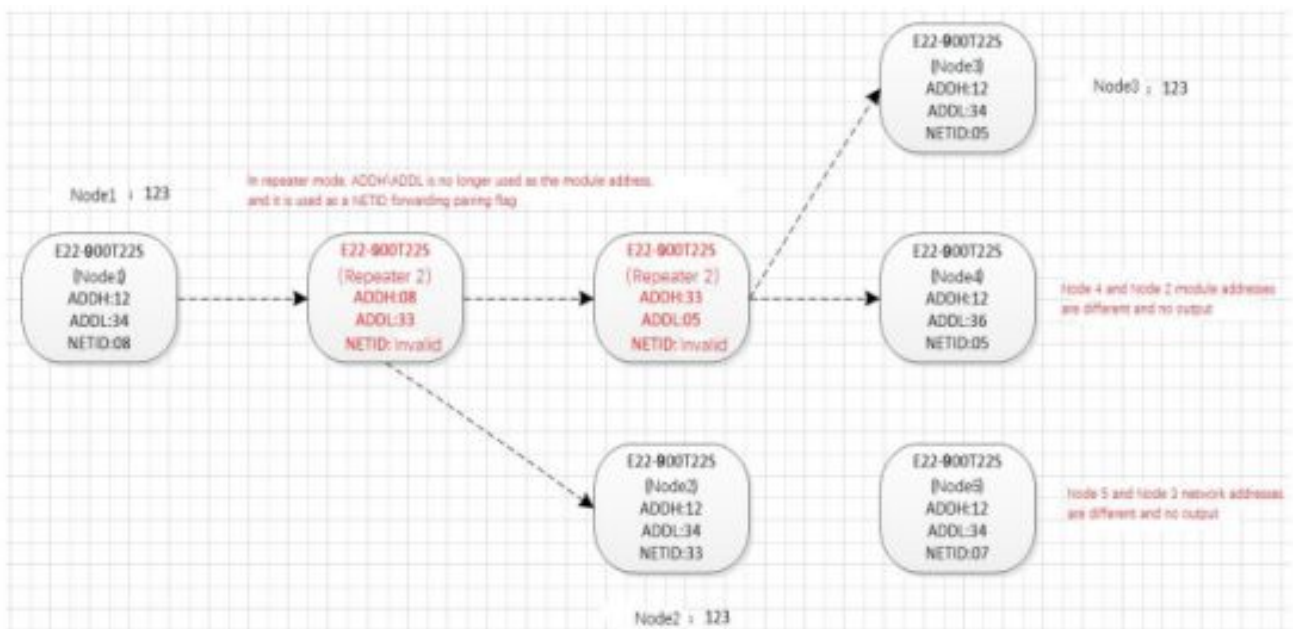 E22-900T22S
(Node3)
ADDH:12
ADDL:34
NETID:05
Node3 : 123
In repeater mode, ADDH\ADDL is no longer used as the module address,
and it is used as a NETID forwarding pairing flag
Node1 : 123
E22-900T22S
(Node1)
ADDH:12
ADDL:34
NETID:08
E22-900T22S
(Repeater 2)
ADDH:08
ADDL:33
NETID: Invalid
E22-900T22S
(Repeater 2)
ADDH:33
ADDL:05
NETID: Invalid
E22-900T22S
(Node4)
ADDH:12
ADDL:36
NETID:05
Node 4 and Node 2 module addresses
are different and no output
E22-900T22S
(Node2)
ADDH:12
ADDL:34
NETID:33
E22-900T22S
(Node5)
ADDH:12
ADDL:34
NETID:07
Node 5 and Node 3 network addresses
are different and no output
Node2 : 123